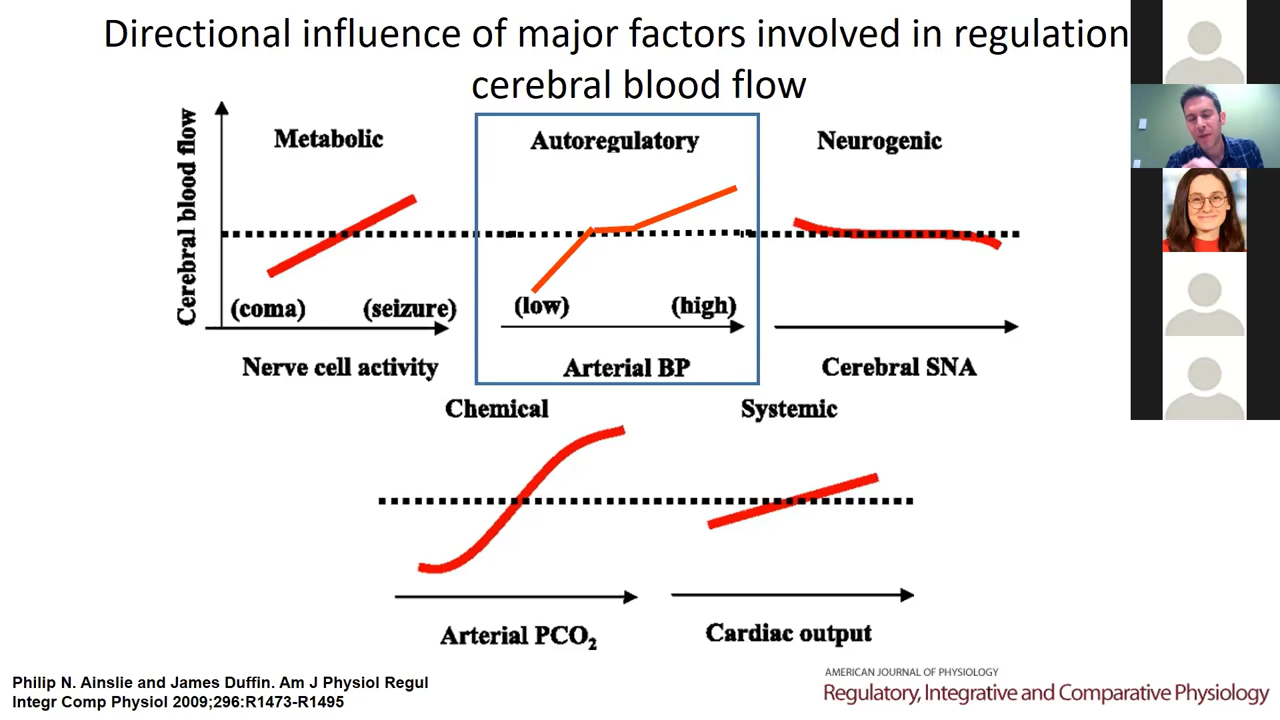 Directional influence of major factors involved in regulation
cerebral blood flow
Cerebral blood flow
Metabolic
(coma)
(seizure)
Nerve cell activity
Autoregulatory
(low)
(high)
Arterial BP
Neurogenic
Cerebral SNA
Chemical
Arterial PCO₂
Systemic
Cardiac output
Philip N. Ainslie and James Duffin. Am J Physiol Regul
Integr Comp Physiol 2009;296:R1473-R1495
AMERICAN JOURNAL OF PHYSIOLOGY
Regulatory, Integrative and Comparative Physiology